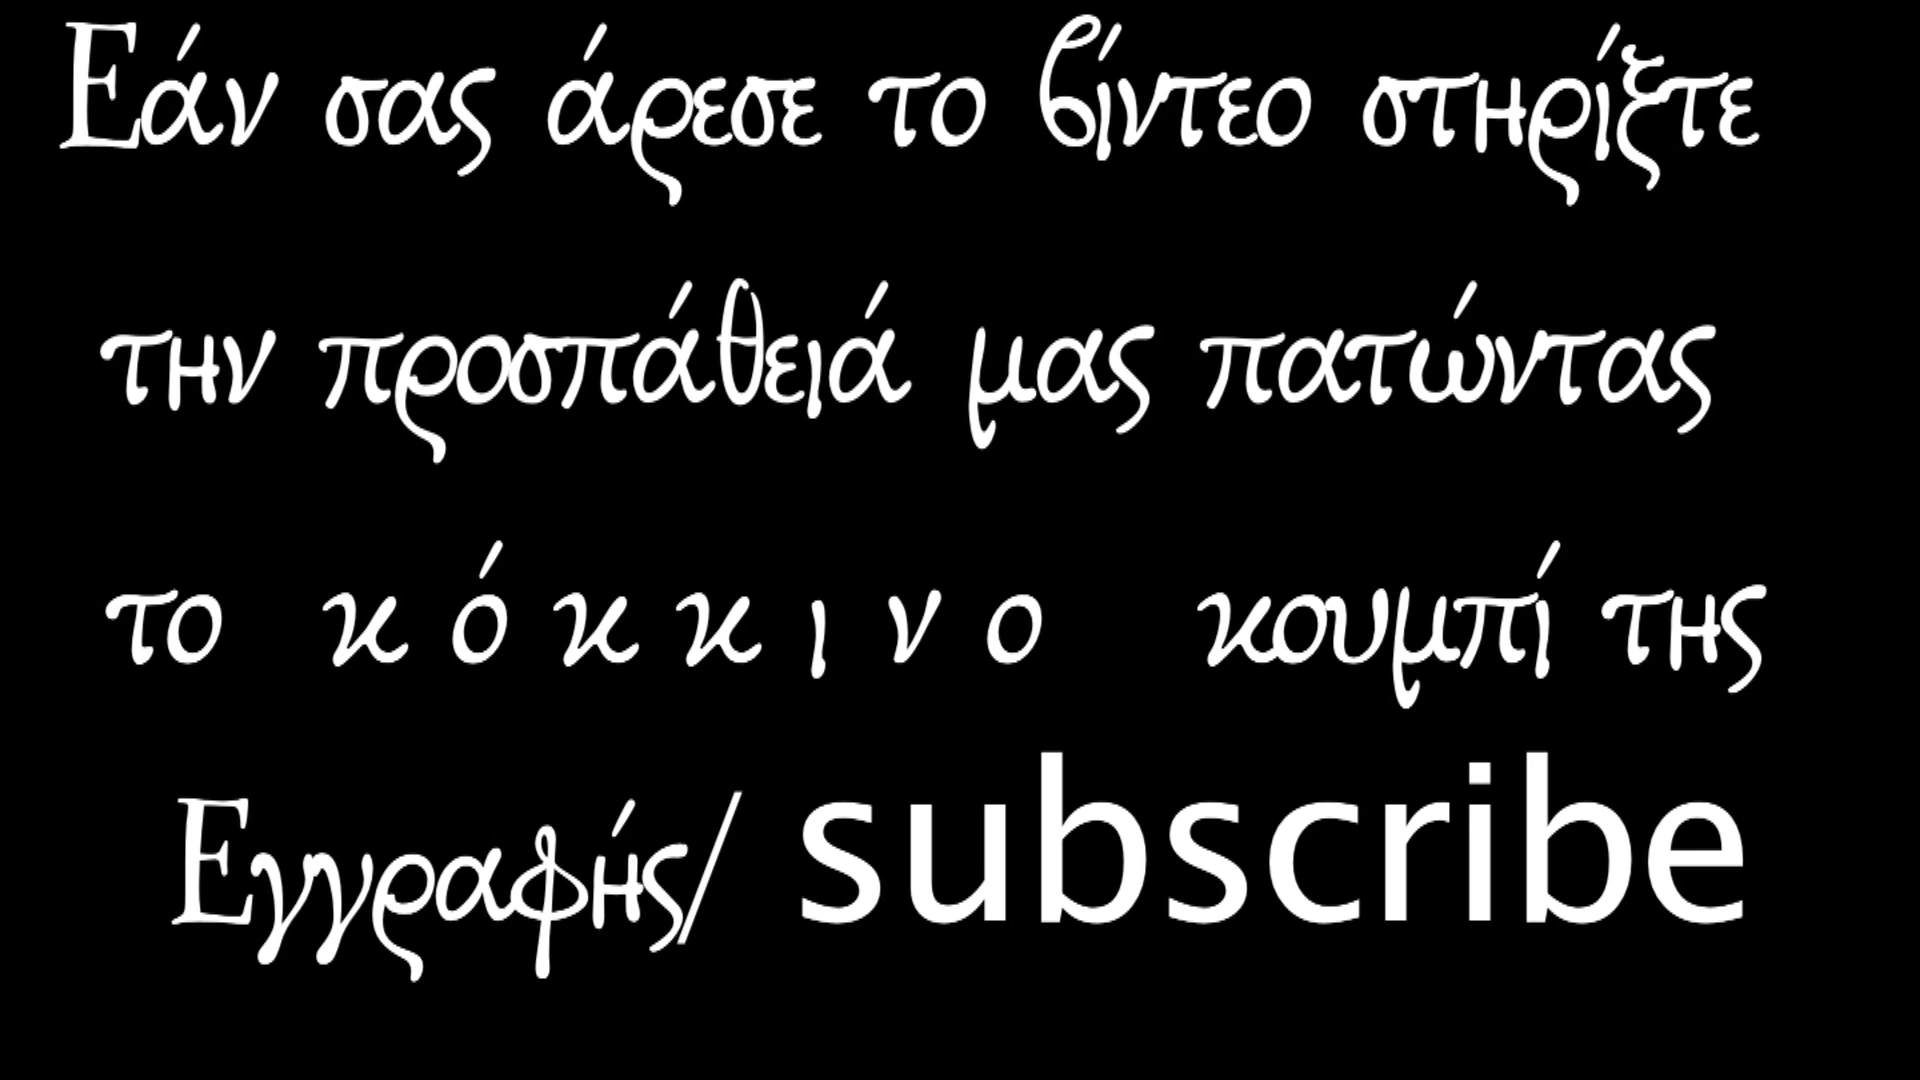 Εάν σας άρεσε το βίντεο στηρίξτε
την προσπάθειά μας πατώντας
το κ ό κ κ ι ν ο κουμπί της
Εγγραφής/ subscribe